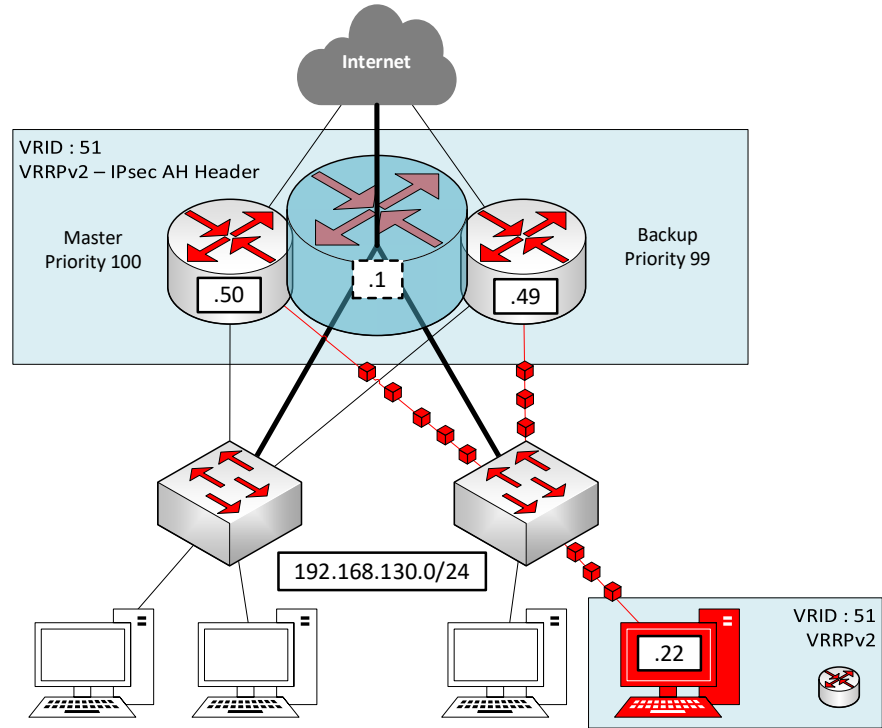 Internet
VRID : 51
VRRPv2 – IPsec AH Header
Master
Priority 100
Backup
Priority 99
.50
.1
.49
192.168.130.0/24
VRID : 51
VRRPv2
.22